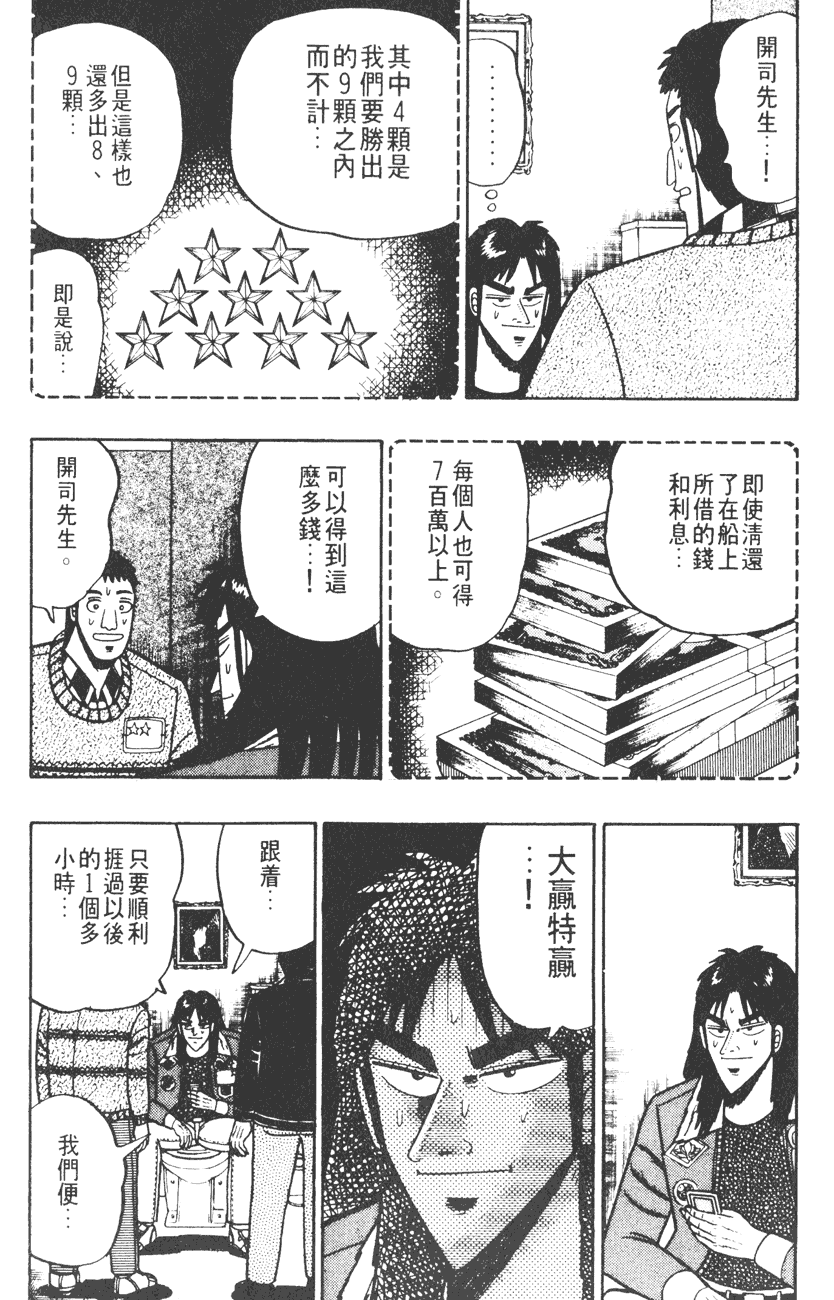 開司先生…!
………
其中4顆是
我們要勝出
的9顆之內
而不計…
但是這樣也
還多出8、
9顆…
即是說…
即使清還
了在船上
所借的錢
和利息…
每個人也可得
7百萬以上。
可以得到這
麼多錢…!
開司先生。
大贏特贏
…!
跟着…
只要順利
捱過以後
的1個多
小時…
我們便…